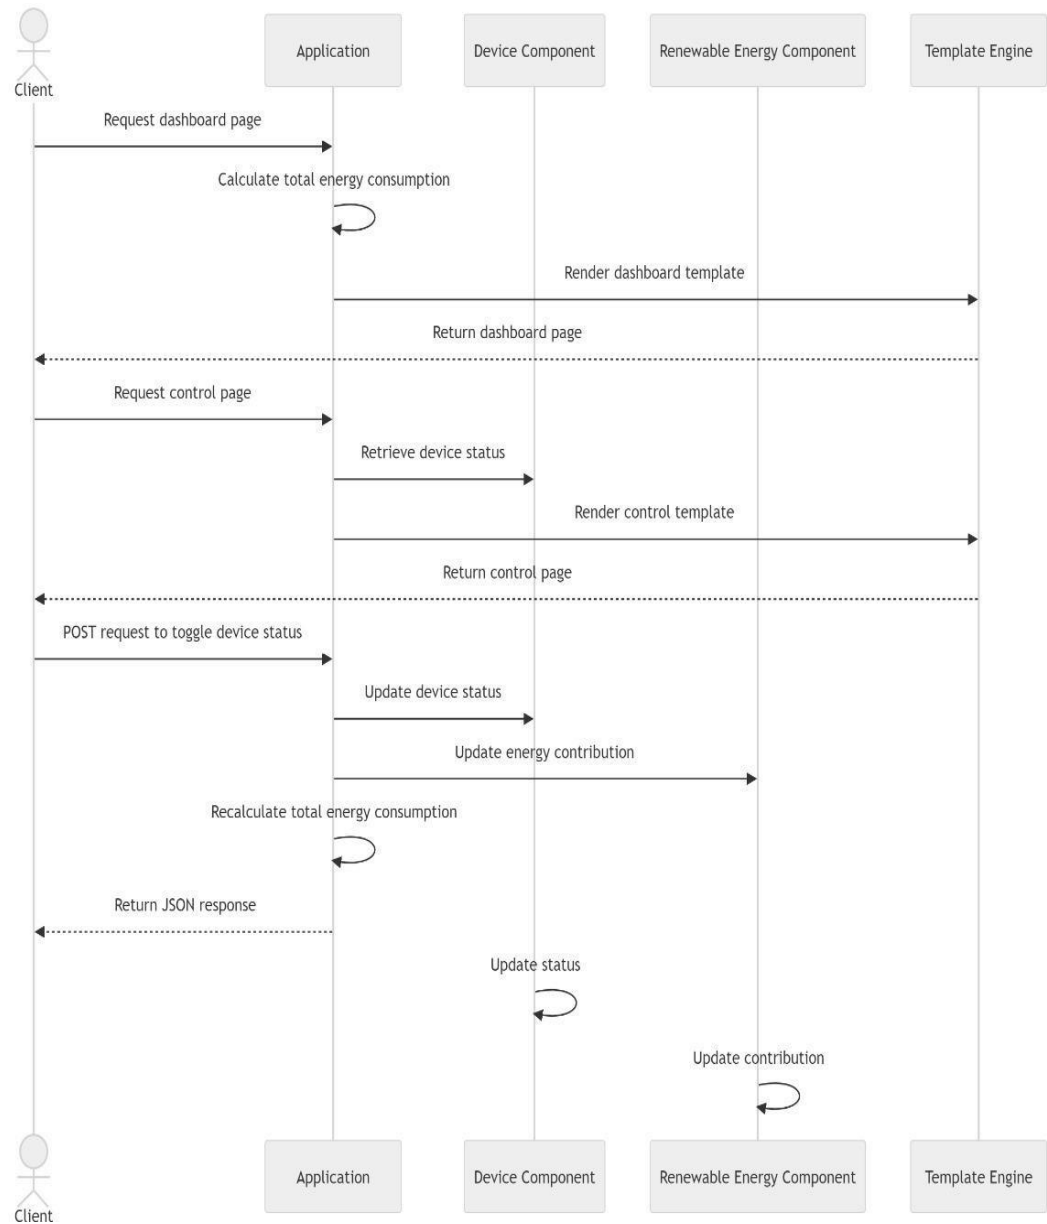 Client
Application
Device Component
Renewable Energy Component
Template Engine
Request dashboard page
Calculate total energy consumption
Render dashboard template
Return dashboard page
Request control page
Retrieve device status
Render control template
Return control page
POST request to toggle device status
Update device status
Update energy contribution
Recalculate total energy consumption
Return JSON response
Update status
Update contribution
Client
Application
Device Component
Renewable Energy Component
Template Engine